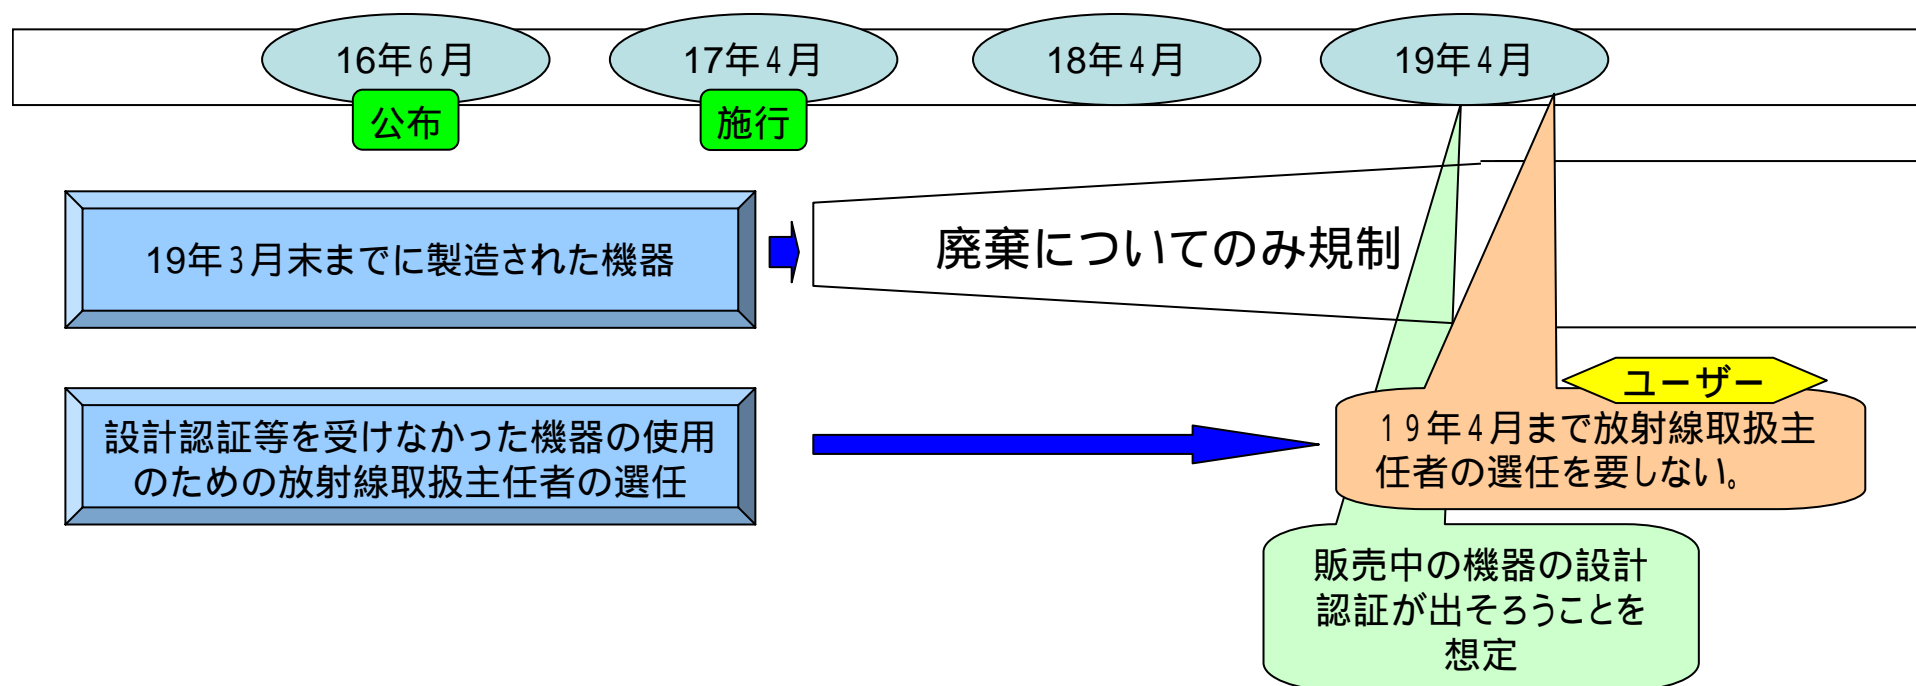 16年6月
17年4月
18年4月
19年4月
公布
施行
19年3月末までに製造された機器
廃棄についてのみ規制
設計認証等を受けなかった機器の使用
のための放射線取扱主任者の選任
ユーザー
19年4月まで放射線取扱主
任者の選任を要しない。
販売中の機器の設計
認証が出そろうことを
想定